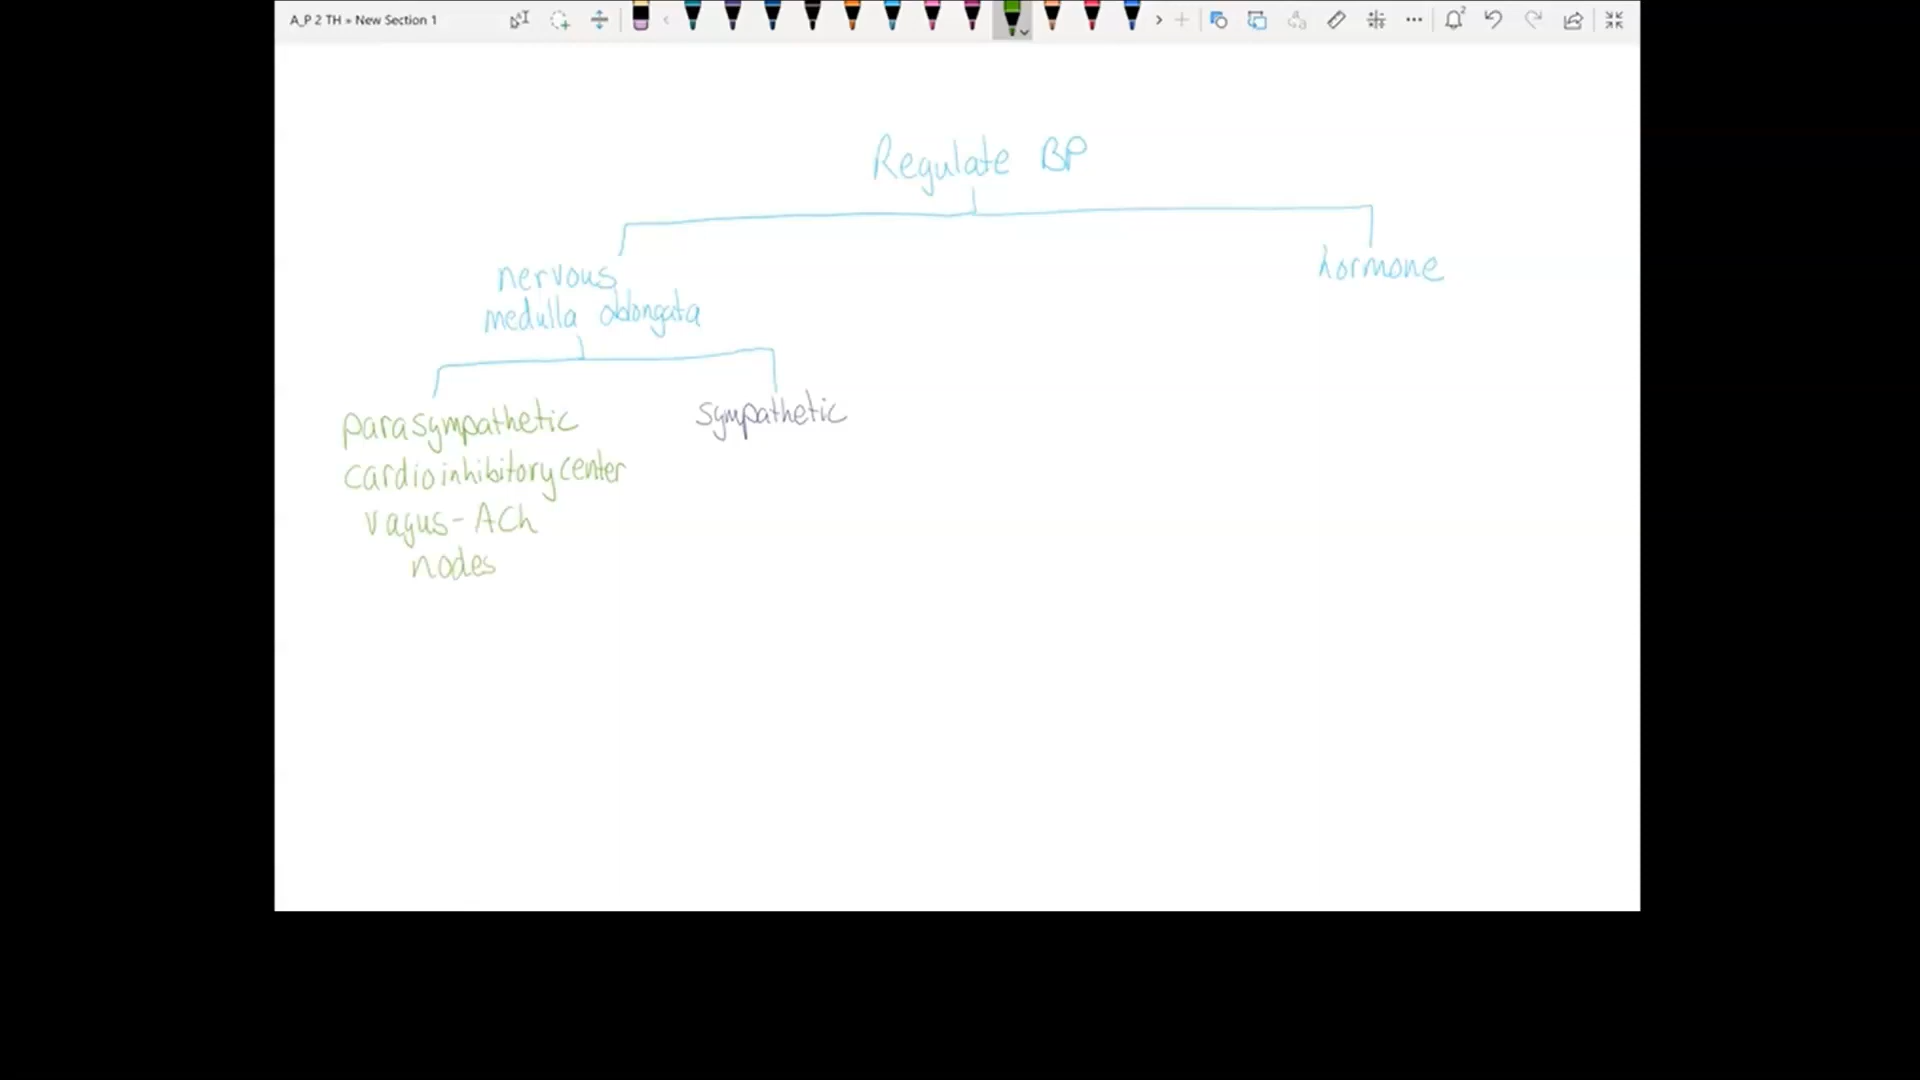 A_P 2 TH » New Section 1
Regulate BP
nervous
medulla oblongata
hormone
parasympathetic
cardioinhibitory center
vagus - ACh
nodes
sympathetic